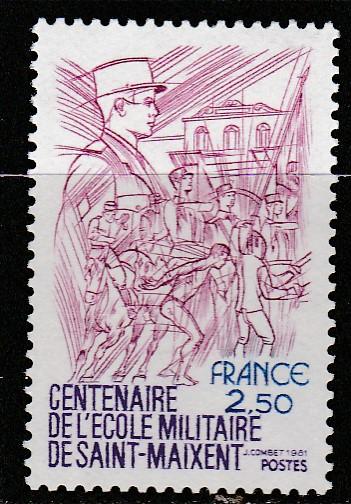 FRANCE
2,50
CENTENAIRE
DE L'ECOLE MILITAIRE
DE SAINT-MAIXENT
J.COMBET 1981
POSTES